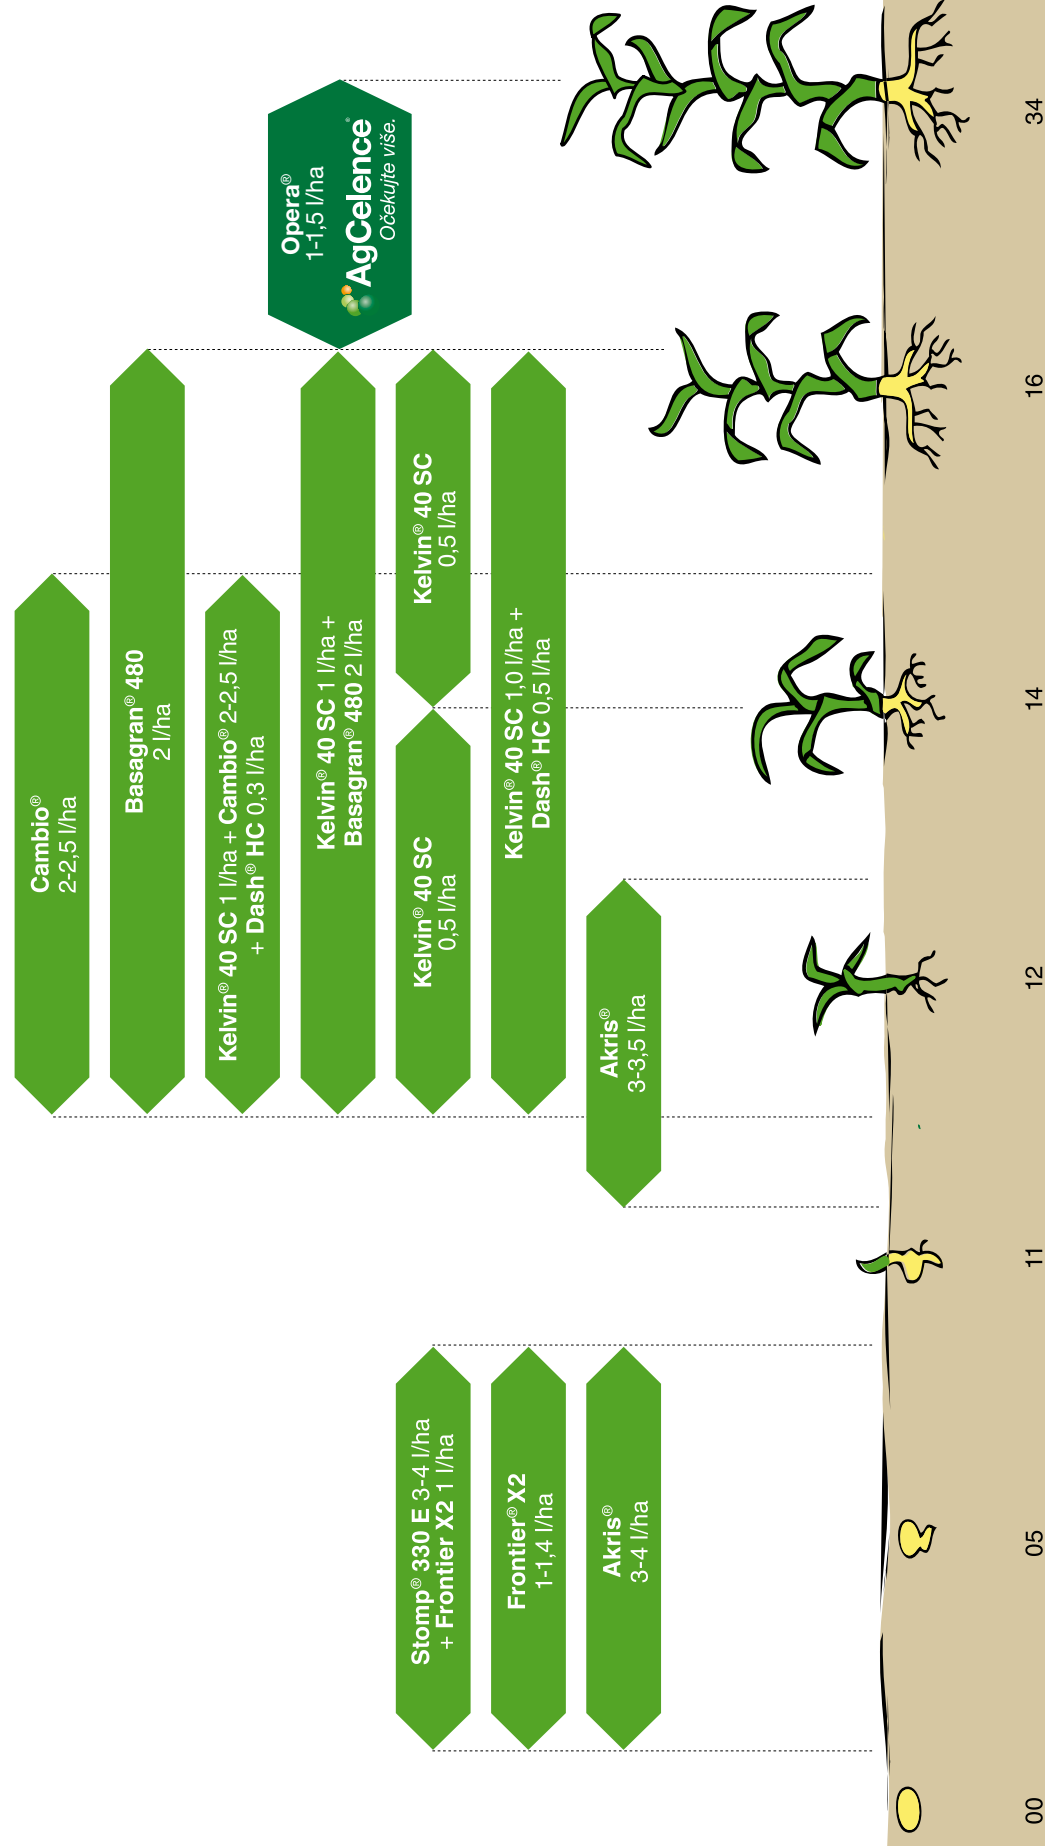 Cambio®
2-2,5 l/ha
Basagran® 480
2 l/ha
Kelvin® 40 SC 1 l/ha + Cambio® 2-2,5 l/ha
+ Dash® HC 0,3 l/ha
Opera®
1-1,5 l/ha
AgCelence®
Očekujte više.
Kelvin® 40 SC 1 l/ha +
Basagran® 480 2 l/ha
Kelvin® 40 SC
0,5 l/ha
Kelvin® 40 SC
0,5 l/ha
Stomp® 330 E 3-4 l/ha
+ Frontier X2 1 l/ha
Kelvin® 40 SC 1,0 l/ha +
Dash® HC 0,5 l/ha
Frontier® X2
1-1,4 l/ha
Akris®
3-4 l/ha
Akris®
3-3,5 l/ha
00
05
11
12
14
16
34